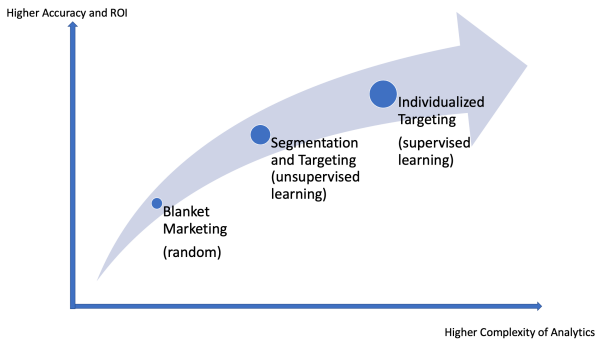 Higher Accuracy and ROI
Individualized
Targeting
(supervised
learning)
Segmentation
and Targeting
(unsupervised
learning)
Blanket
Marketing
(random)
Higher Complexity of Analytics